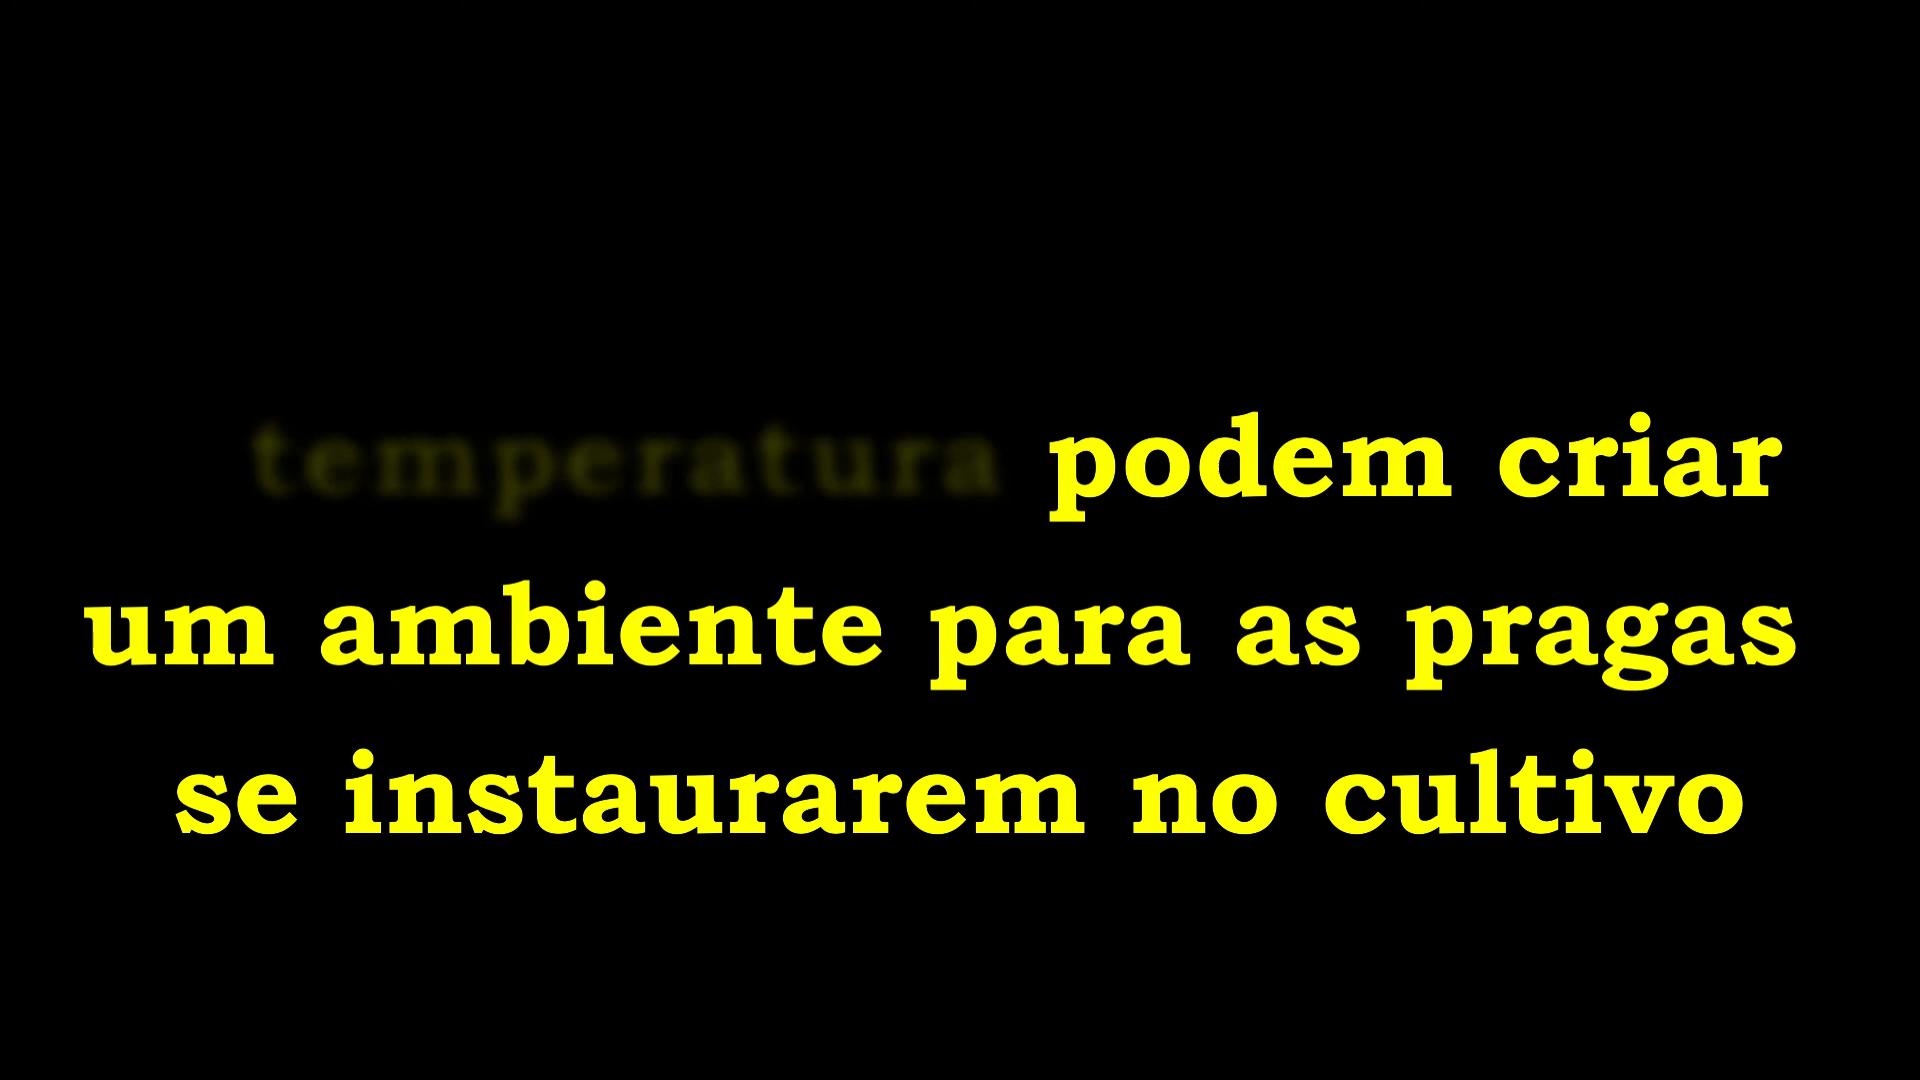 temperatura podem criar
um ambiente para as pragas
se instaurarem no cultivo